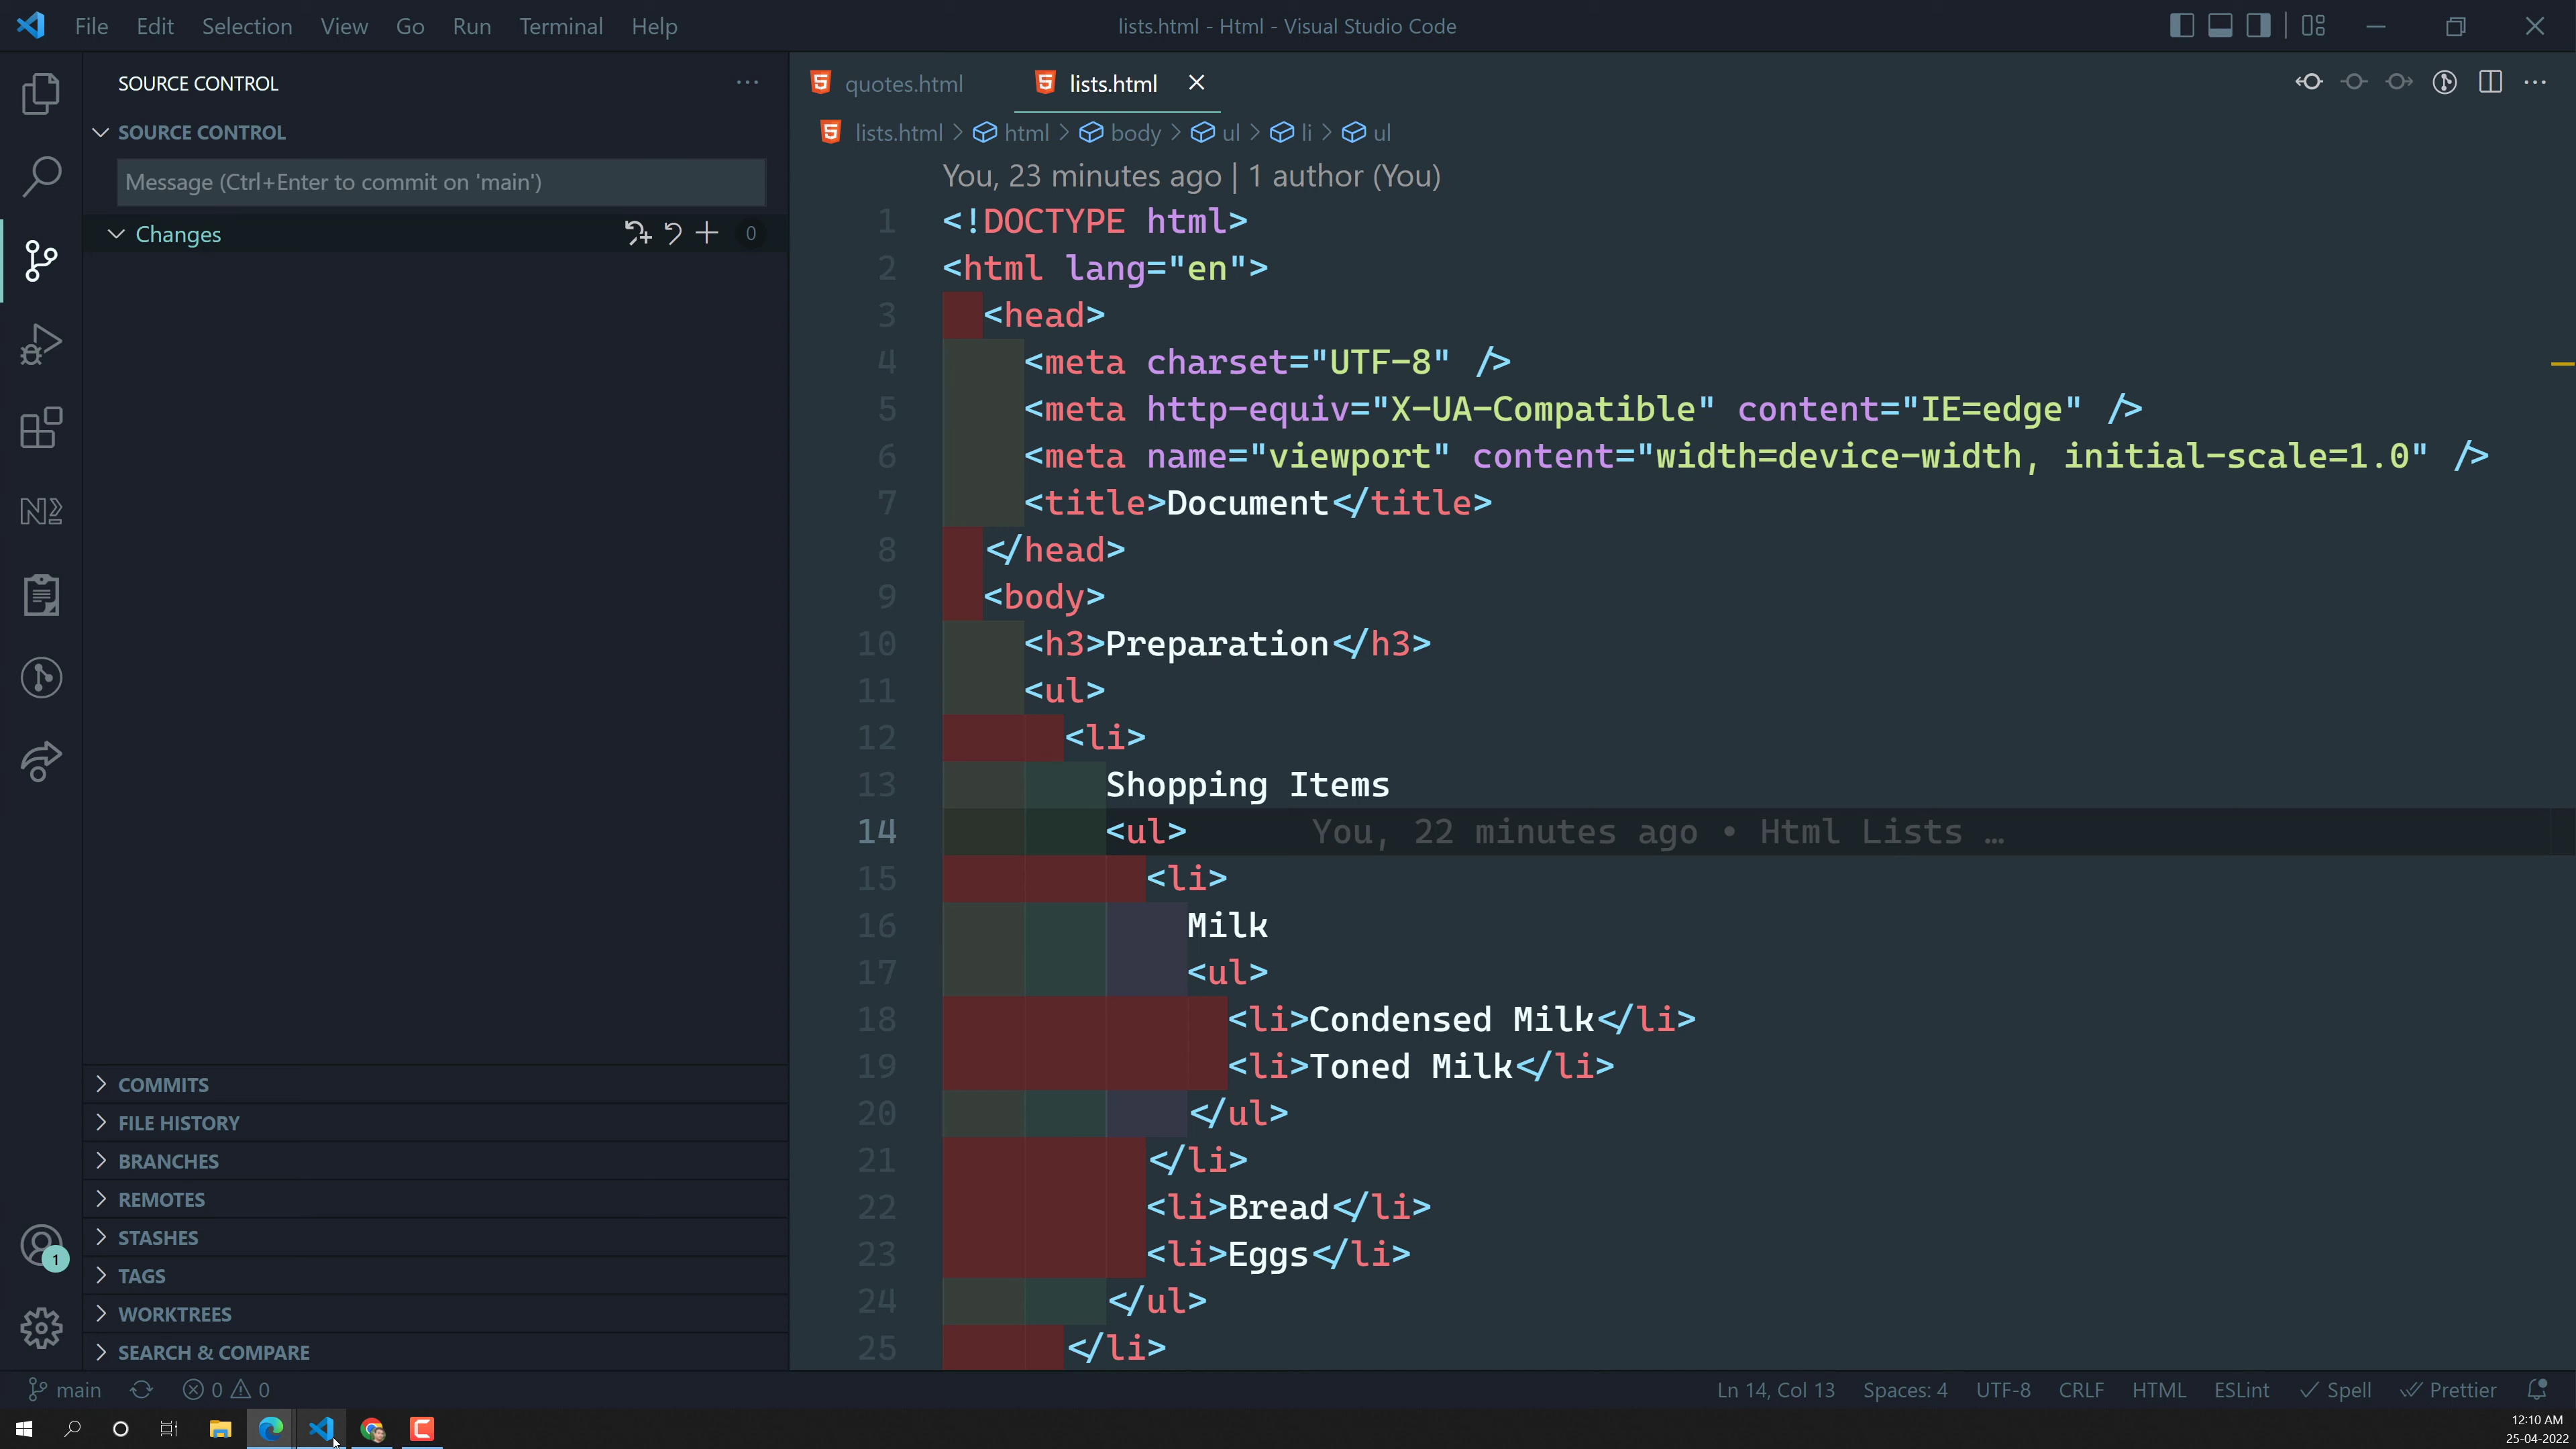 File Edit Selection View Go Run Terminal Help
lists.html - Html - Visual Studio Code
SOURCE CONTROL
SOURCE CONTROL
Message (Ctrl+Enter to commit on 'main')
Changes 0
COMMITS
FILE HISTORY
BRANCHES
REMOTES
STASHES
TAGS
WORKTREES
SEARCH & COMPARE
1
quotes.html lists.html
lists.html > html > body > ul > li > ul
You, 23 minutes ago | 1 author (You)
1 <!DOCTYPE html>
2 <html lang="en">
3 <head>
4 <meta charset="UTF-8" />
5 <meta http-equiv="X-UA-Compatible" content="IE=edge" />
6 <meta name="viewport" content="width=device-width, initial-scale=1.0" />
7 <title>Document</title>
8 </head>
9 <body>
10 <h3>Preparation</h3>
11 <ul>
12 <li>
13 Shopping Items
14 <ul> You, 22 minutes ago • Html Lists …
15 <li>
16 Milk
17 <ul>
18 <li>Condensed Milk</li>
19 <li>Toned Milk</li>
20 </ul>
21 </li>
22 <li>Bread</li>
23 <li>Eggs</li>
24 </ul>
25 </li>
main 0 0 Ln 14, Col 13 Spaces: 4 UTF-8 CRLF HTML ESLint Spell Prettier
12:10 AM
25-04-2022